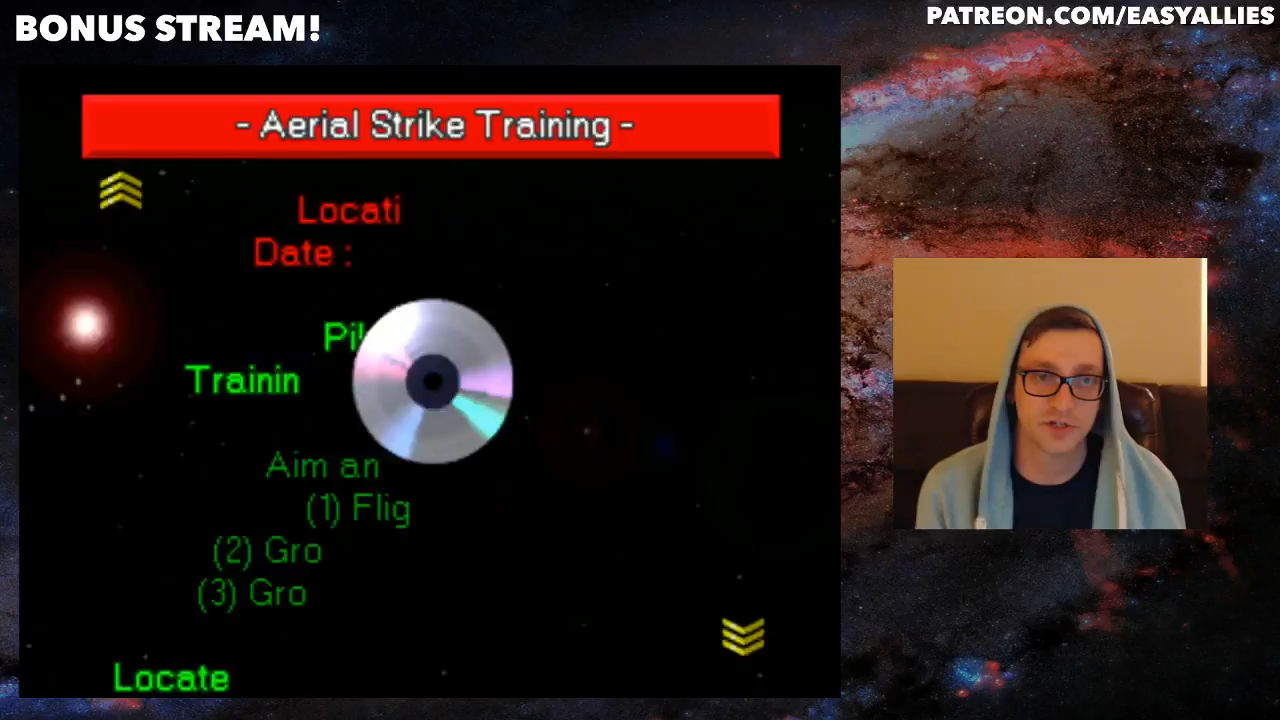 BONUS STREAM!
PATREON.COM/EASYALLIES
- Aerial Strike Training -
Locati
Date :
Pil
Trainin
Aim an
(1) Flig
(2) Gro
(3) Gro
Locate